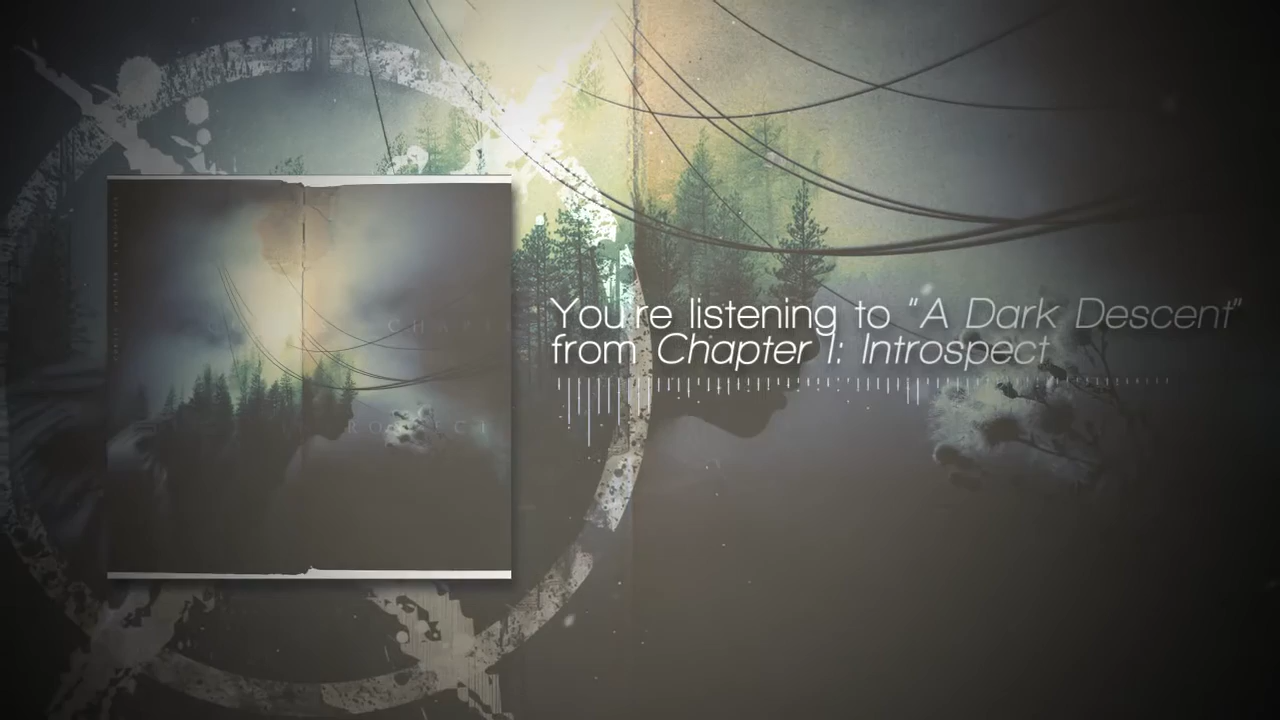 You're listening to "A Dark Descent"
from Chapter I: Introspect